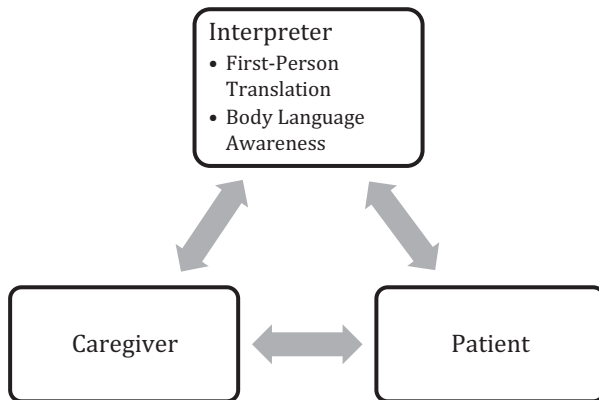 Interpreter
• First-Person
Translation
• Body Language
Awareness
Caregiver
Patient